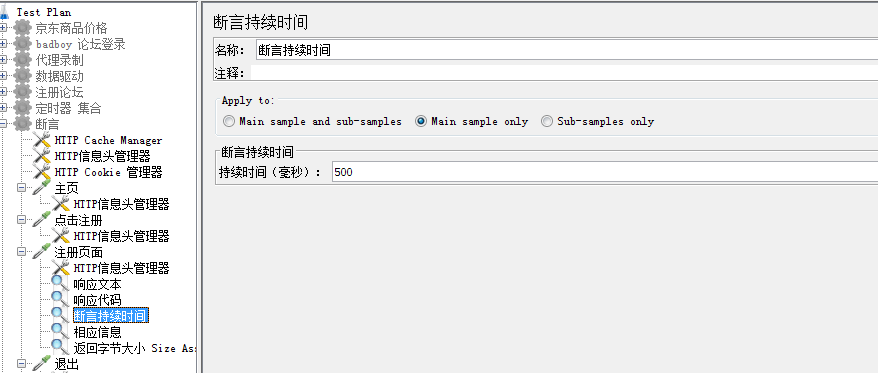 Test Plan
京东商品价格
badboy 论坛登录
代理录制
数据驱动
注册论坛
定时器 集合
断言
HTTP Cache Manager
HTTP信息头管理器
HTTP Cookie 管理器
主页
HTTP信息头管理器
点击注册
HTTP信息头管理器
注册页面
HTTP信息头管理器
响应文本
响应代码
断言持续时间
相应信息
返回字节大小 Size Ass
退出
断言持续时间
名称： 断言持续时间
注释：
Apply to:
Main sample and sub-samples Main sample only Sub-samples only
断言持续时间
持续时间（毫秒）： 500